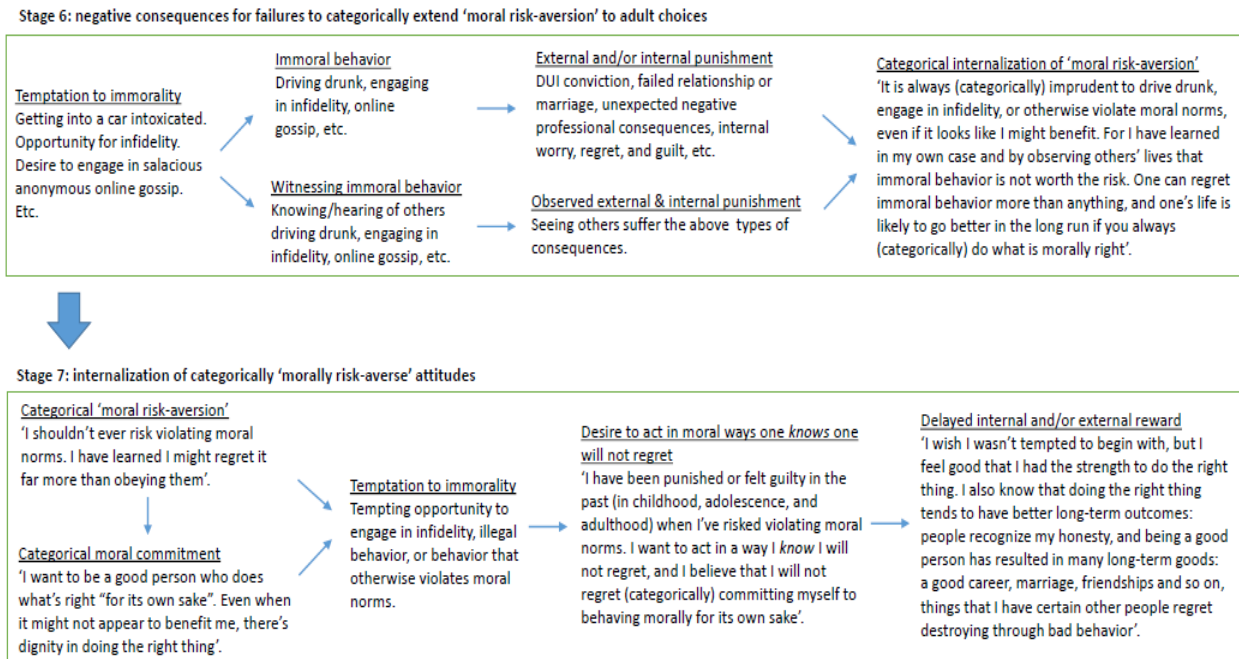 Stage 6: negative consequences for failures to categorically extend 'moral risk-aversion' to adult choices
Temptation to immorality
Getting into a car intoxicated.
Opportunity for infidelity.
Desire to engage in salacious
anonymous online gossip.
Etc.
Immoral behavior
Driving drunk, engaging
in infidelity, online
gossip, etc.
Witnessing immoral behavior
Knowing/hearing of others
driving drunk, engaging in
infidelity, online gossip, etc.
External and/or internal punishment
DUI conviction, failed relationship or
marriage, unexpected negative
professional consequences, internal
worry, regret, and guilt, etc.
Observed external & internal punishment
Seeing others suffer the above types of
consequences.
Categorical internalization of 'moral risk-aversion'
'It is always (categorically) imprudent to drive drunk,
engage in infidelity, or otherwise violate moral norms,
even if it looks like I might benefit. For I have learned
in my own case and by observing others' lives that
immoral behavior is not worth the risk. One can regret
immoral behavior more than anything, and one's life is
likely to go better in the long run if you always
(categorically) do what is morally right'.
Stage 7: internalization of categorically 'morally risk-averse' attitudes
Categorical 'moral risk-aversion'
'I shouldn't ever risk violating moral
norms. I have learned I might regret it
far more than obeying them'.
Categorical moral commitment
'I want to be a good person who does
what's right "for its own sake". Even when
it might not appear to benefit me, there's
dignity in doing the right thing'.
Temptation to immorality
Tempting opportunity to
engage in infidelity, illegal
behavior, or behavior that
otherwise violates moral
norms.
Desire to act in moral ways one knows one
will not regret
'I have been punished or felt guilty in the
past (in childhood, adolescence, and
adulthood) when I've risked violating moral
norms. I want to act in a way I know I will
not regret, and I believe that I will not
regret (categorically) committing myself to
behaving morally for its own sake'.
Delayed internal and/or external reward
'I wish I wasn't tempted to begin with, but I
feel good that I had the strength to do the right
thing. I also know that doing the right thing
tends to have better long-term outcomes:
people recognize my honesty, and being a good
person has resulted in many long-term goods:
a good career, marriage, friendships and so on,
things that I have certain other people regret
destroying through bad behavior'.